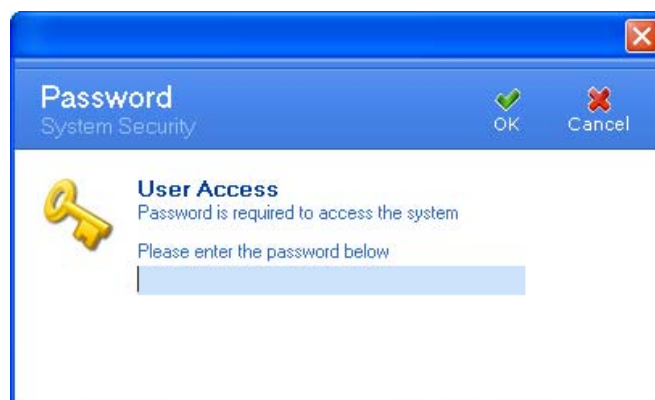 Password
System Security
OK
Cancel
User Access
Password is required to access the system
Please enter the password below